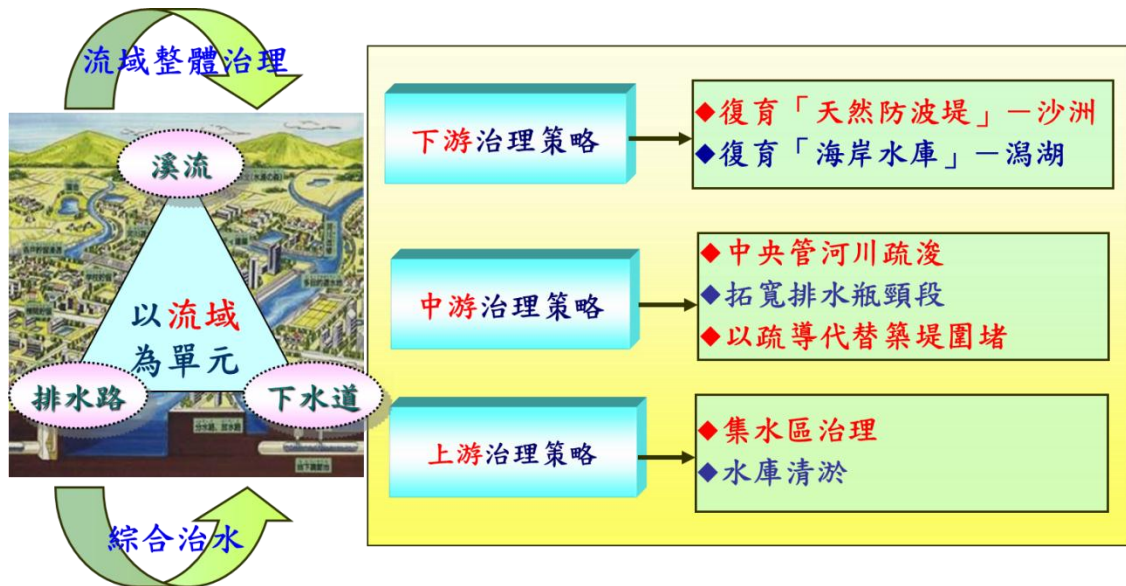 流域整體治理
溪流
以流域
為單元
排水路
下水道
綜合治水
下游治理策略
◆復育「天然防波堤」－沙洲
◆復育「海岸水庫」－潟湖
中游治理策略
◆中央管河川疏浚
◆拓寬排水瓶頸段
◆以疏導代替築堤圍堵
上游治理策略
◆集水區治理
◆水庫清淤